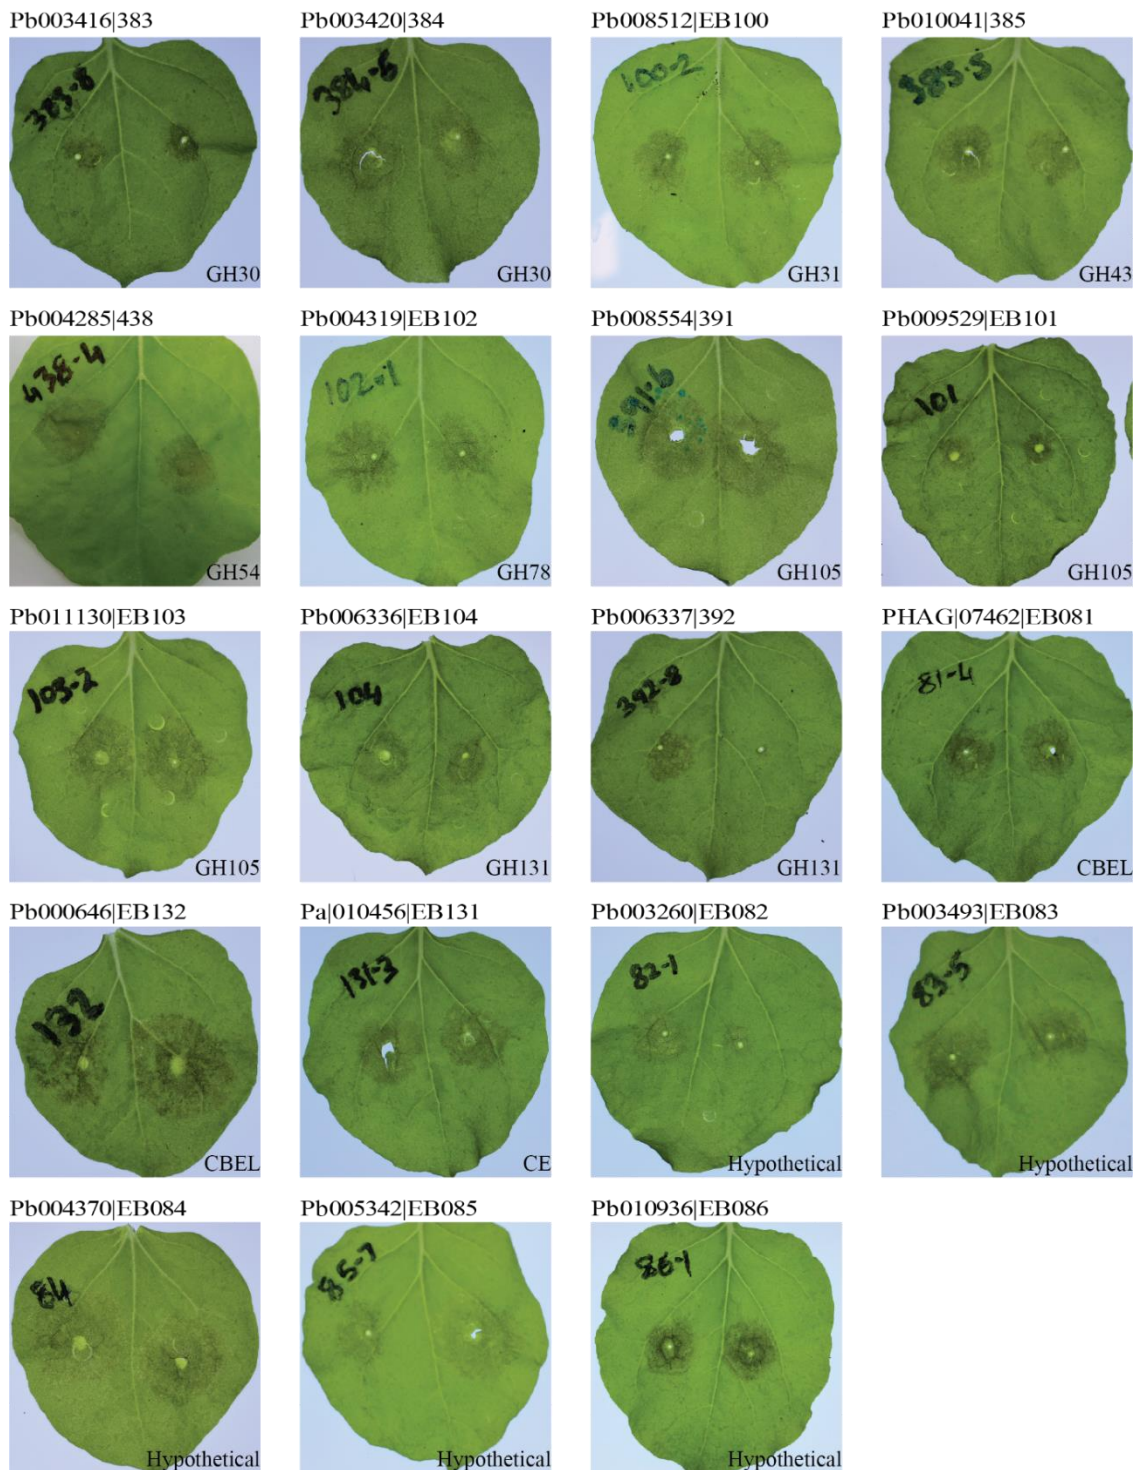 Pb003416|383
Pb003420|384
Pb008512|EB100
Pb010041|385
383-8
384-6
100-2
385-5
GH30
GH30
GH31
GH43
Pb004285|438
Pb004319|EB102
Pb008554|391
Pb009529|EB101
438-4
102-1
391-6
101
GH54
GH78
GH105
GH105
Pb011130|EB103
Pb006336|EB104
Pb006337|392
PHAG|07462|EB081
103-2
104
392-8
81-4
GH105
GH131
GH131
CBEL
Pb000646|EB132
Pa|010456|EB131
Pb003260|EB082
Pb003493|EB083
132
131-3
82-1
83-5
CBEL
CE
Hypothetical
Hypothetical
Pb004370|EB084
Pb005342|EB085
Pb010936|EB086
84
85-7
86-1
Hypothetical
Hypothetical
Hypothetical